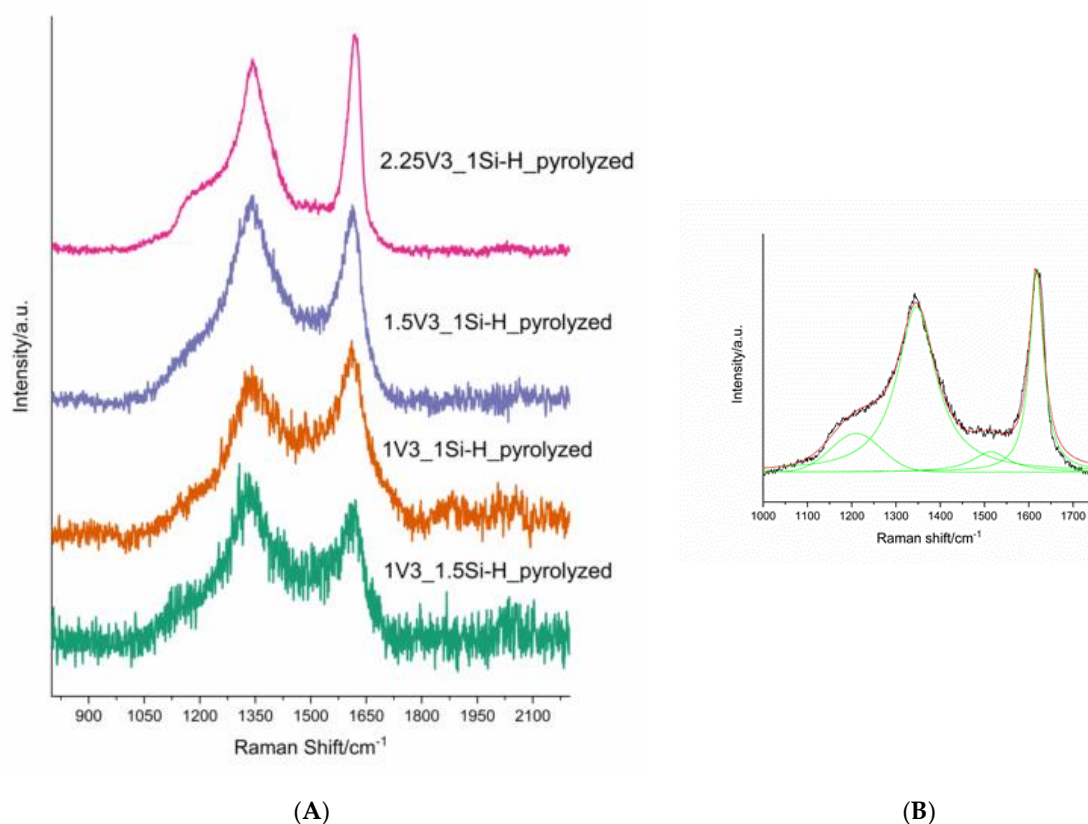 2.25V3_1Si-H_pyrolyzed
1.5V3_1Si-H_pyrolyzed
1V3_1Si-H_pyrolyzed
1V3_1.5Si-H_pyrolyzed
Intensity/a.u.
900 1050 1200 1350 1500 1650 1800 1950 2100
Raman Shift/cm⁻¹
(A)
Intensity/a.u.
1000 1100 1200 1300 1400 1500 1600 1700
Raman shift/cm⁻¹
(B)